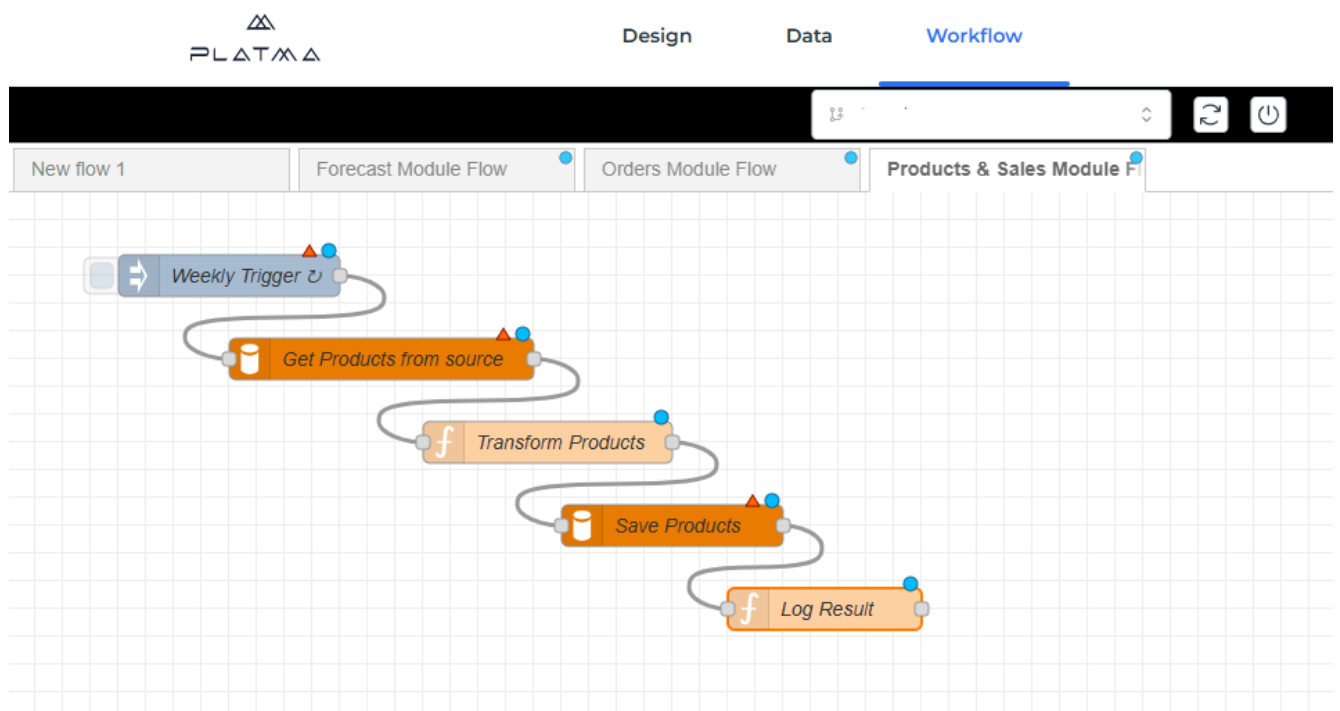 PLATMA
Design
Data
Workflow
New flow 1
Forecast Module Flow
Orders Module Flow
Products & Sales Module Fl
Weekly Trigger ↻
Get Products from source
Transform Products
Save Products
Log Result